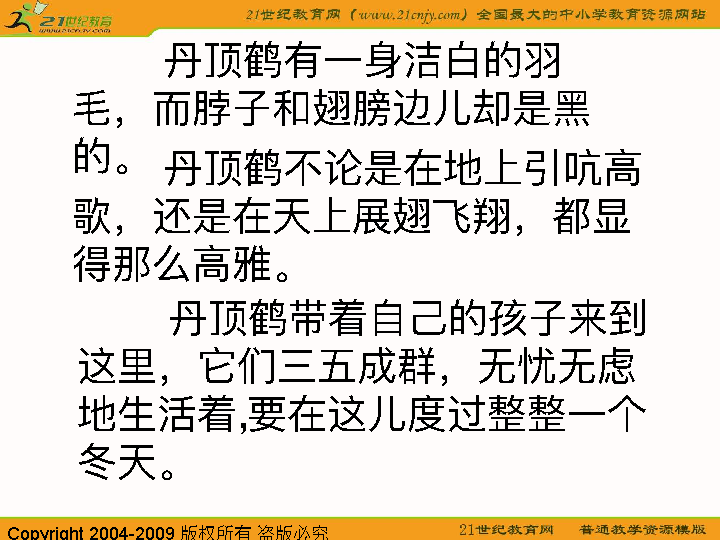 21世纪教育
www.21cnjy.com
21世纪教育网（www.21cnjy.com）全国最大的中小学教育资源网站
丹顶鹤有一身洁白的羽
毛，而脖子和翅膀边儿却是黑
的。
丹顶鹤不论是在地上引吭高
歌，还是在天上展翅飞翔，都显
得那么高雅。
丹顶鹤带着自己的孩子来到
这里，它们三五成群，无忧无虑
地生活着,要在这儿度过整整一个
冬天。
Copyright 2004-2009 版权所有 盗版必究
21世纪教育网 普通教学资源模版